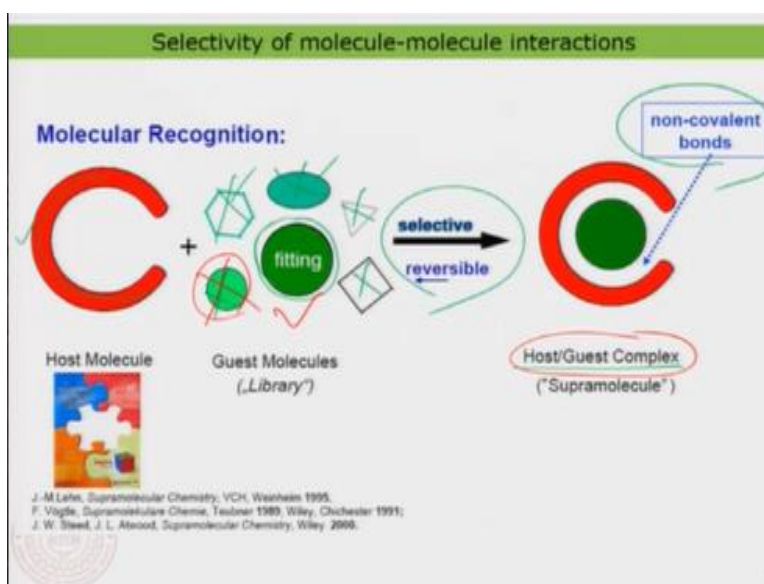 Selectivity of molecule-molecule interactions
Molecular Recognition:
non-covalent
bonds
+
fitting
selective
reversible
Host Molecule
Guest Molecules
(„Library")
Host/Guest Complex
("Supramolecule")
J.-M.Lehn, Supramolecular Chemistry, VCH, Weinheim 1995.
F. Vögtle, Supramolekulare Chemie, Teubner 1989, Wiley, Chichester 1991;
J. W. Steed, J. L. Atwood, Supramolecular Chemistry, Wiley 2000.